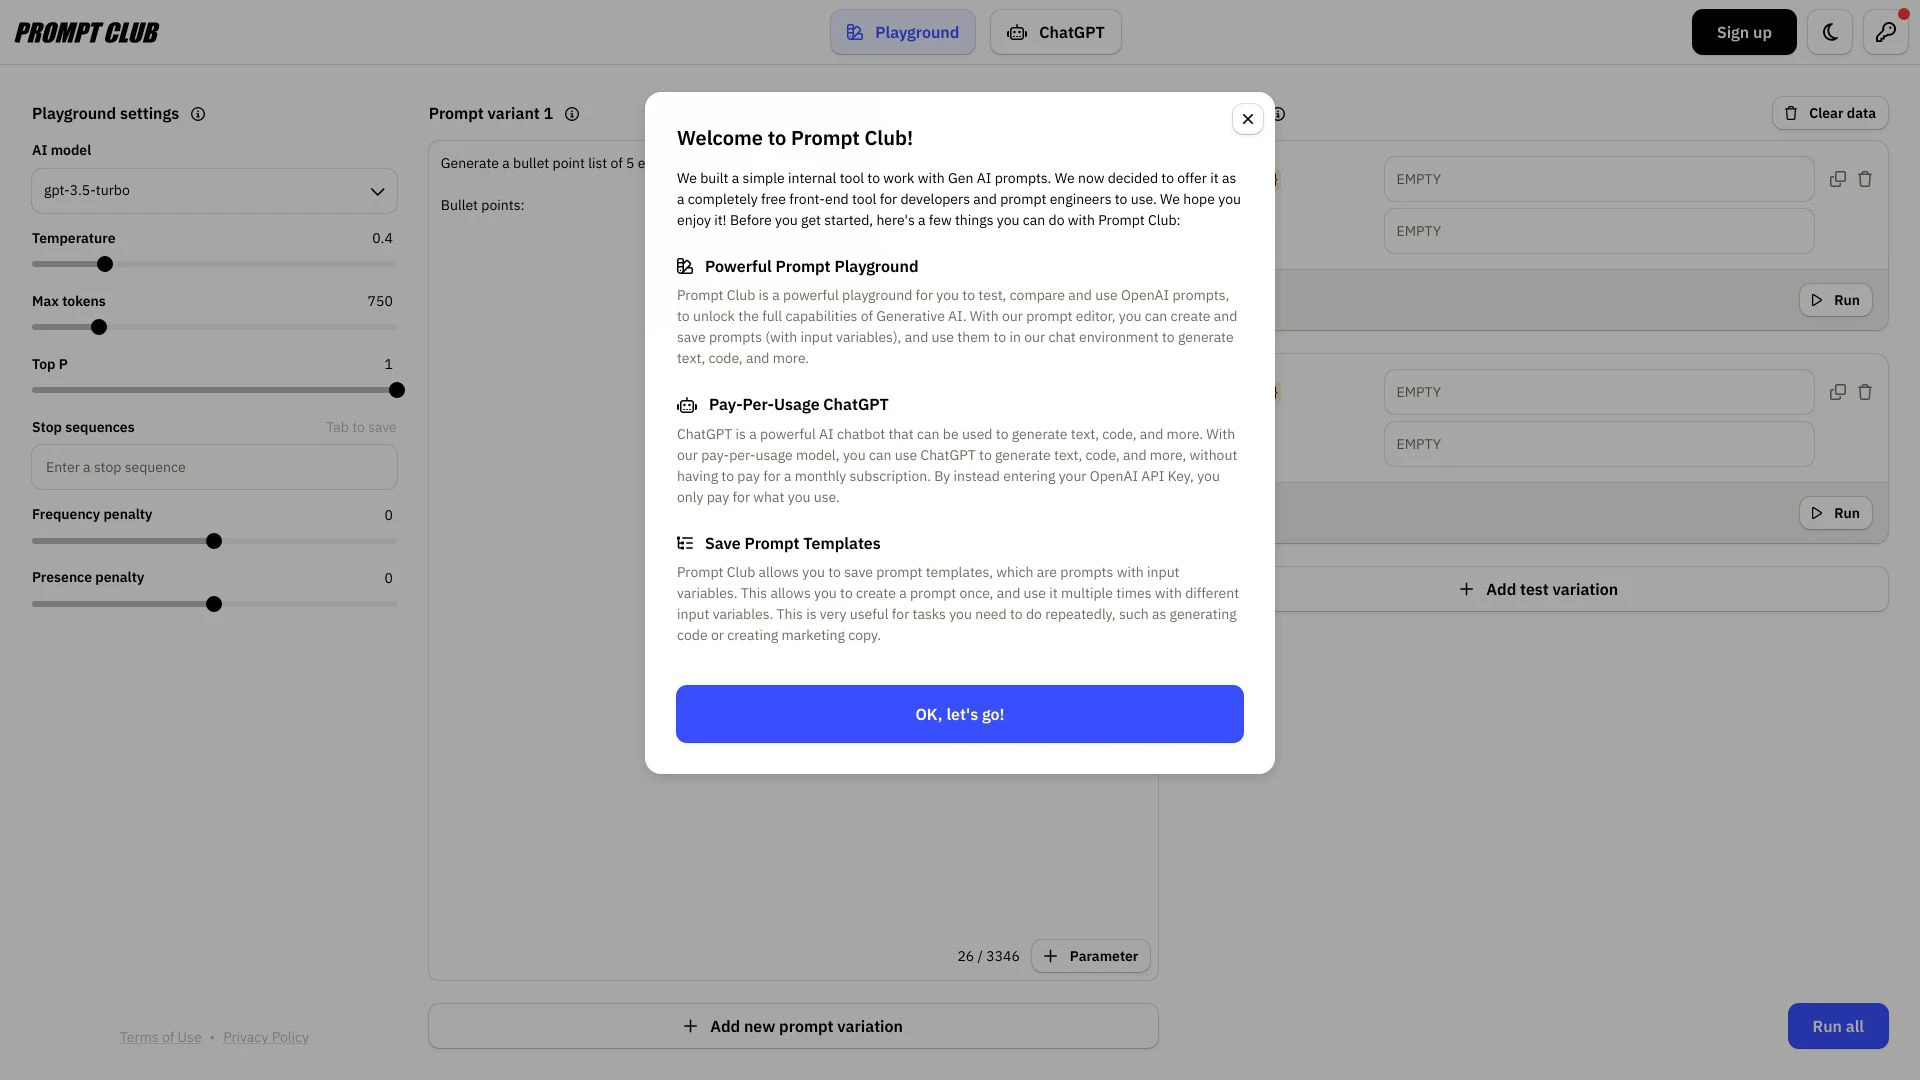 PROMPT CLUB
Playground
ChatGPT
Sign up
Playground settings
AI model
gpt-3.5-turbo
Temperature
0.4
Max tokens
750
Top P
1
Stop sequences
Tab to save
Enter a stop sequence
Frequency penalty
0
Presence penalty
0
Terms of Use • Privacy Policy
Prompt variant 1
Generate a bullet point list of 5
Bullet points:
26 / 3346
Parameter
Add new prompt variation
Welcome to Prompt Club!
We built a simple internal tool to work with Gen AI prompts. We now decided to offer it as
a completely free front-end tool for developers and prompt engineers to use. We hope you
enjoy it! Before you get started, here's a few things you can do with Prompt Club:
Powerful Prompt Playground
Prompt Club is a powerful playground for you to test, compare and use OpenAI prompts,
to unlock the full capabilities of Generative AI. With our prompt editor, you can create and
save prompts (with input variables), and use them to in our chat environment to generate
text, code, and more.
Pay-Per-Usage ChatGPT
ChatGPT is a powerful AI chatbot that can be used to generate text, code, and more. With
our pay-per-usage model, you can use ChatGPT to generate text, code, and more, without
having to pay for a monthly subscription. By instead entering your OpenAI API Key, you
only pay for what you use.
Save Prompt Templates
Prompt Club allows you to save prompt templates, which are prompts with input
variables. This allows you to create a prompt once, and use it multiple times with different
input variables. This is very useful for tasks you need to do repeatedly, such as generating
code or creating marketing copy.
OK, let's go!
Clear data
EMPTY
EMPTY
Run
EMPTY
EMPTY
Run
Add test variation
Run all